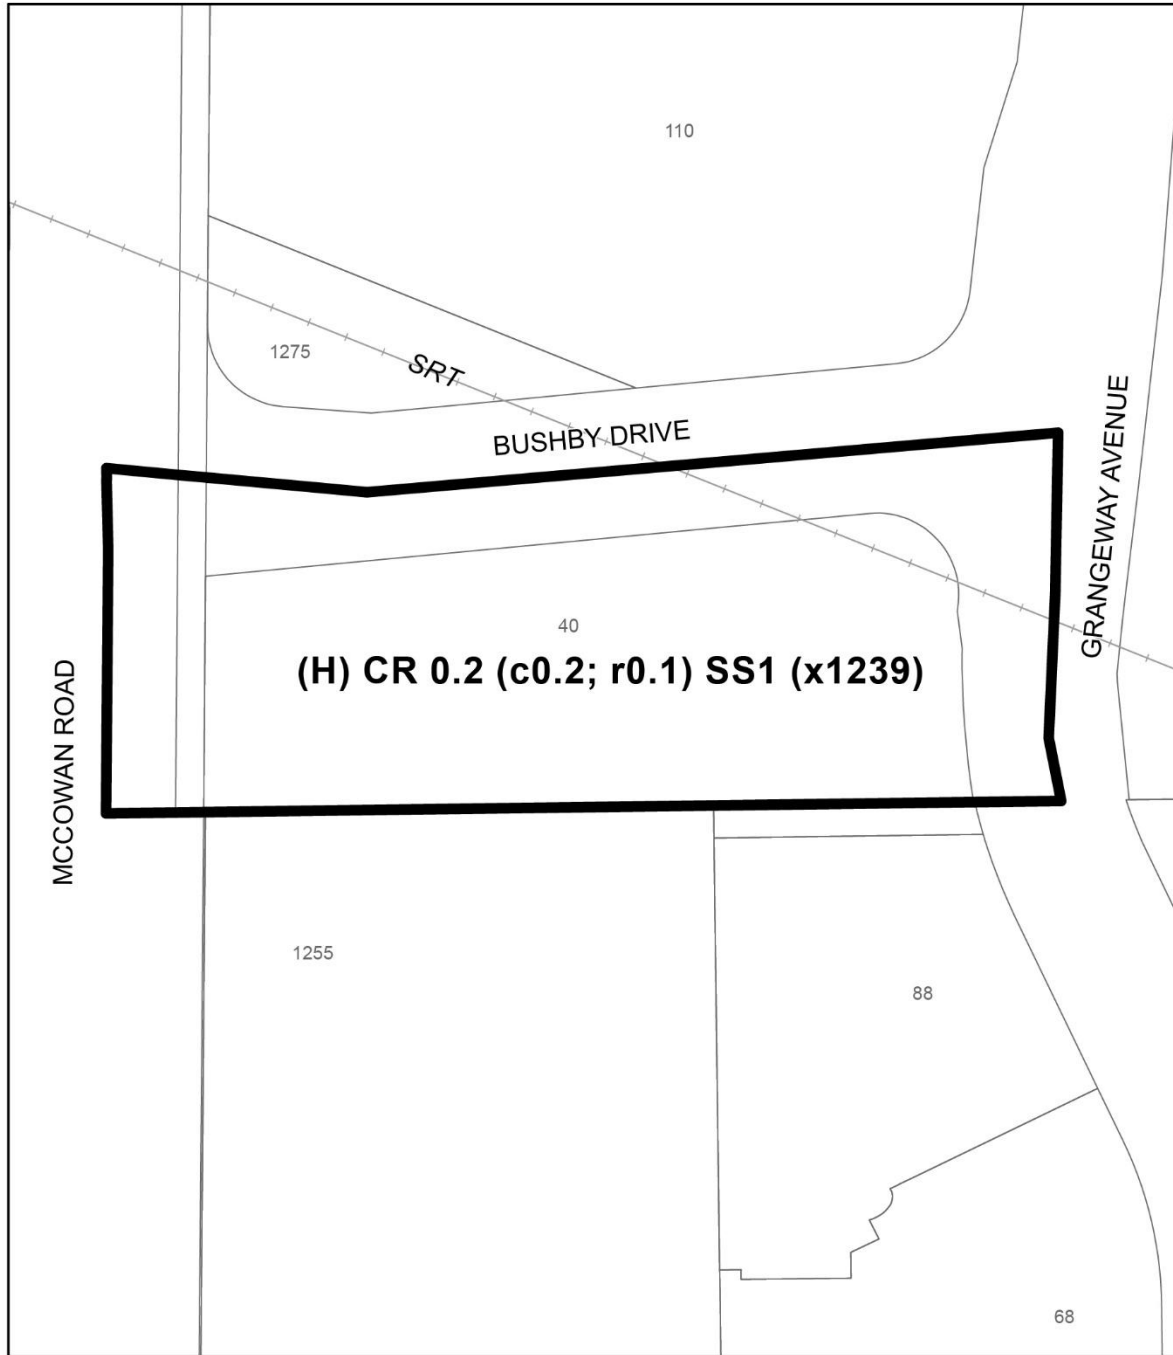 110
1275
SRT
BUSHBY DRIVE
GRANGEWAY AVENUE
40
(H) CR 0.2 (c0.2; r0.1) SS1 (x1239)
MCCOWAN ROAD
1255
88
68